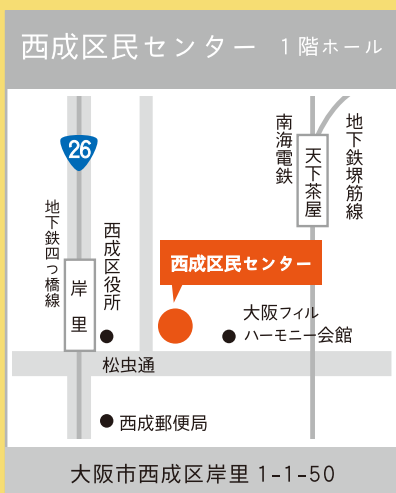 西成区民センター 1階ホール
26
地下鉄四つ橋線
岸里
西成区役所
南海電鉄
天下茶屋
地下鉄堺筋線
西成区民センター
大阪フィル
ハーモニー会館
松虫通
西成郵便局
大阪市西成区岸里 1-1-50